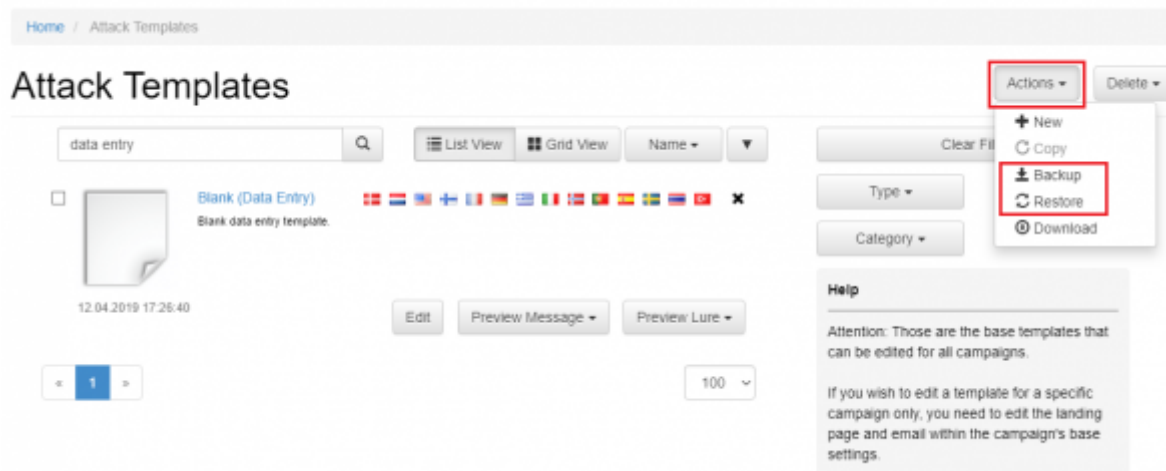 Home / Attack Templates
Attack Templates
Actions
Delete
data entry
List View
Grid View
Name
Clear Fil
New
Copy
Backup
Restore
Download
Blank (Data Entry)
Blank data entry template.
12.04.2019 17:26:40
Edit
Preview Message
Preview Lure
Type
Category
« 1 »
100
Help
Attention: Those are the base templates that
can be edited for all campaigns.
If you wish to edit a template for a specific
campaign only, you need to edit the landing
page and email within the campaign's base
settings.